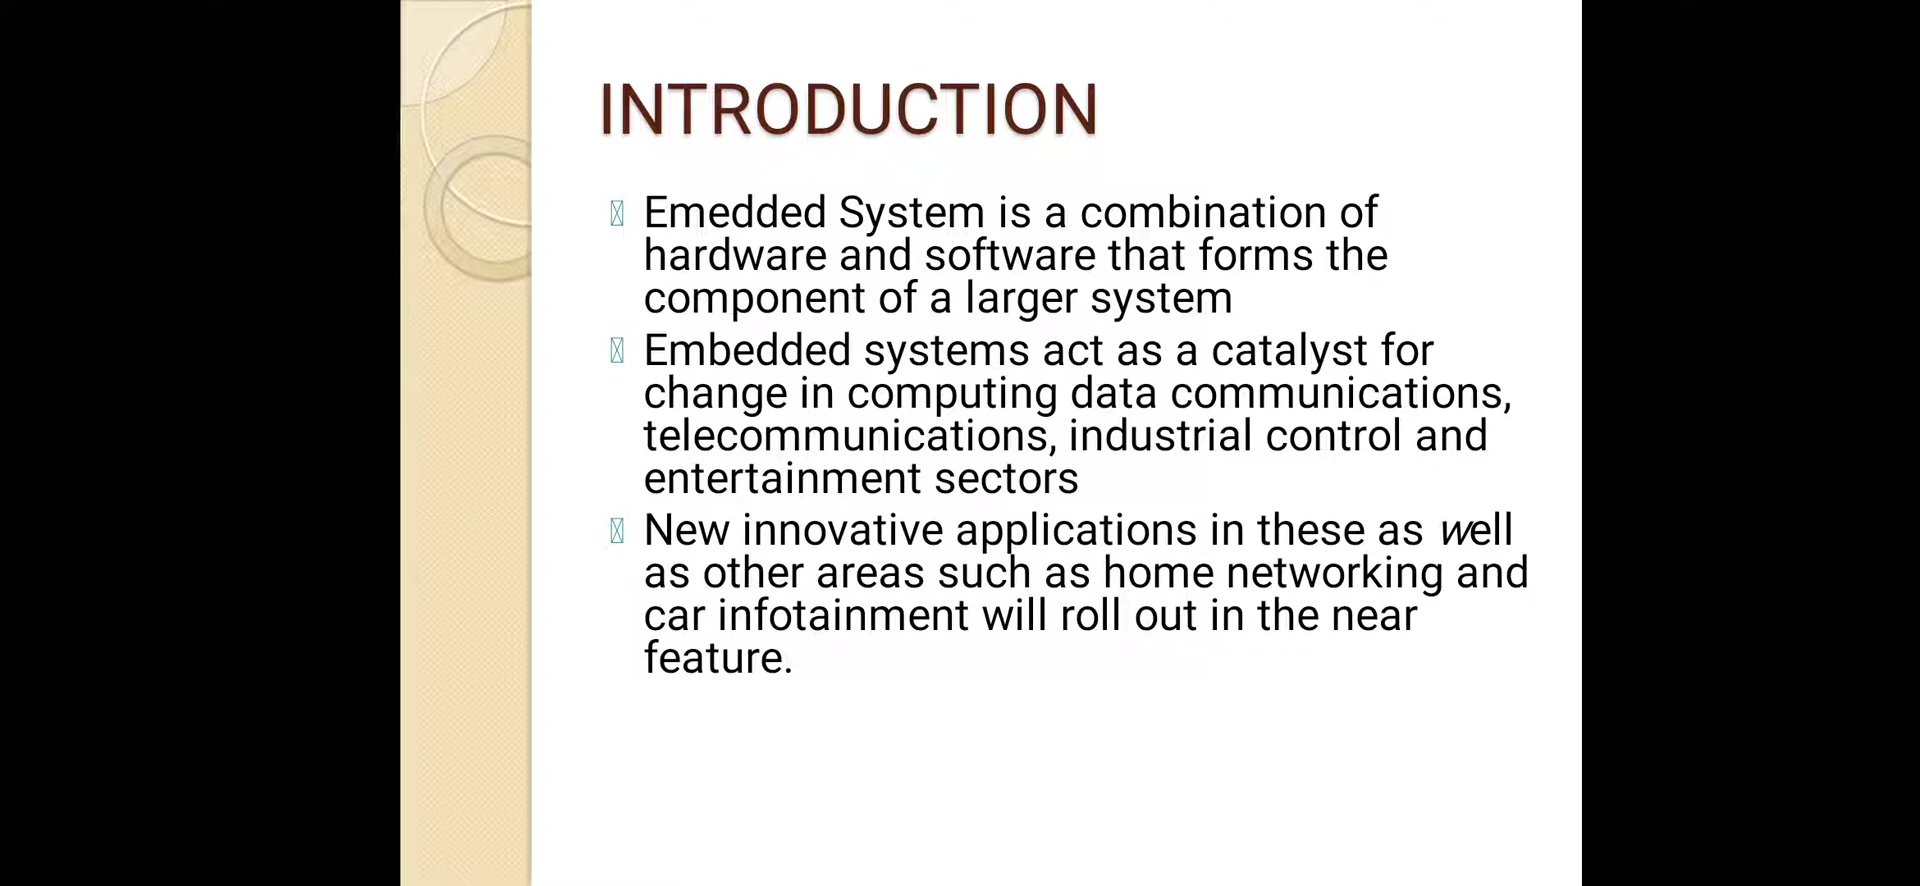 INTRODUCTION
Emedded System is a combination of
hardware and software that forms the
component of a larger system
Embedded systems act as a catalyst for
change in computing data communications,
telecommunications, industrial control and
entertainment sectors
New innovative applications in these as well
as other areas such as home networking and
car infotainment will roll out in the near
feature.